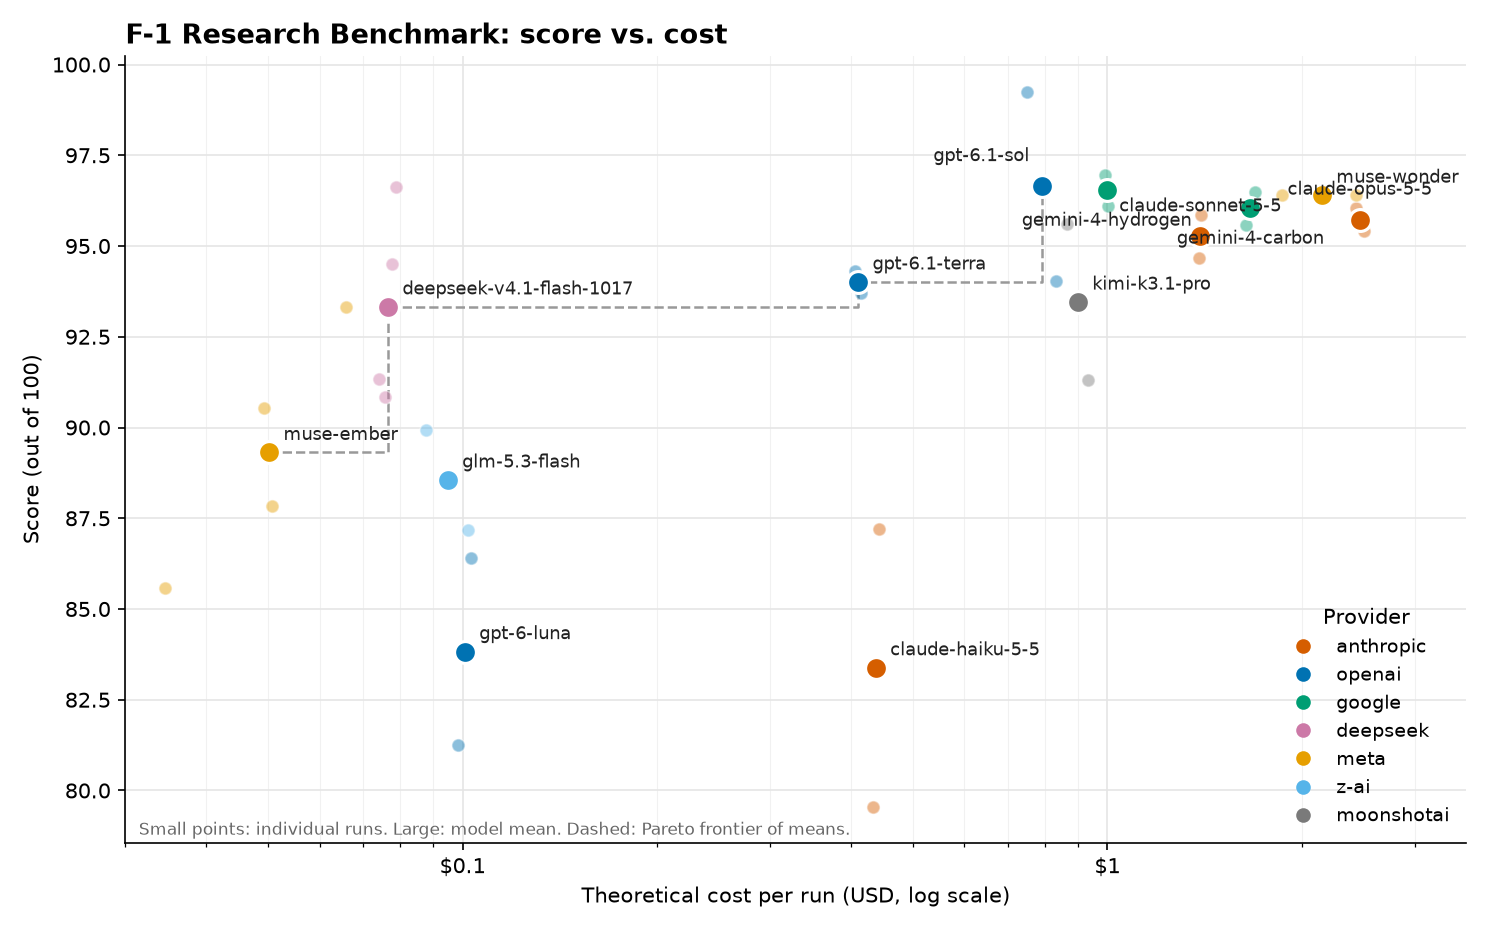 F-1 Research Benchmark: score vs. cost
100.0
97.5
95.0
92.5
90.0
87.5
85.0
82.5
80.0
Score (out of 100)
gpt-6.1-sol
muse-wonder
claude-opus-5-5
claude-sonnet-5-5
gemini-4-hydrogen
gemini-4-carbon
gpt-6.1-terra
kimi-k3.1-pro
deepseek-v4.1-flash-1017
muse-ember
glm-5.3-flash
gpt-6-luna
claude-haiku-5-5
Provider
anthropic
openai
google
deepseek
meta
z-ai
moonshotai
Small points: individual runs. Large: model mean. Dashed: Pareto frontier of means.
$0.1
$1
Theoretical cost per run (USD, log scale)